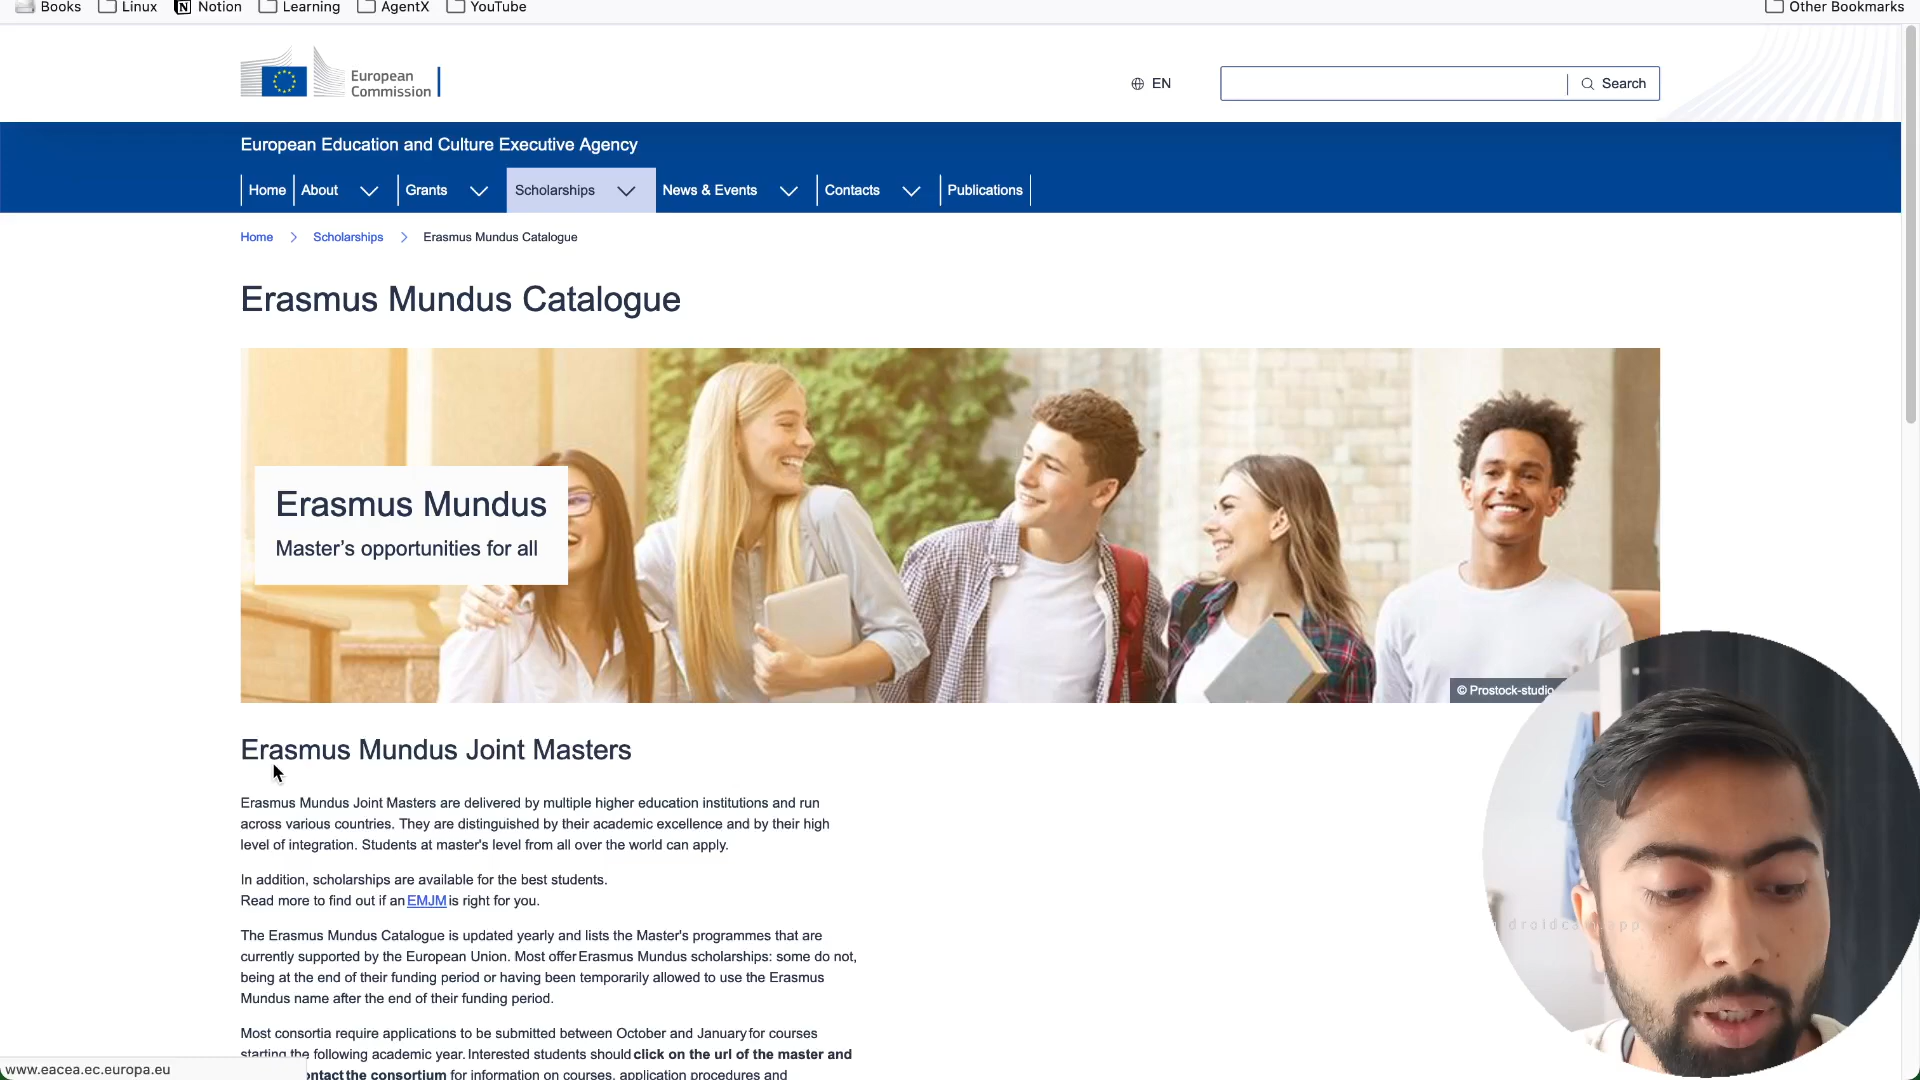 Books Linux Notion Learning AgentX YouTube Other Bookmarks
European
Commission
EN
Search
European Education and Culture Executive Agency
Home About Grants Scholarships News & Events Contacts Publications
Home > Scholarships > Erasmus Mundus Catalogue
Erasmus Mundus Catalogue
Erasmus Mundus
Master’s opportunities for all
© Prostock-studio
Erasmus Mundus Joint Masters
Erasmus Mundus Joint Masters are delivered by multiple higher education institutions and run
across various countries. They are distinguished by their academic excellence and by their high
level of integration. Students at master's level from all over the world can apply.
In addition, scholarships are available for the best students.
Read more to find out if an EMJM is right for you.
The Erasmus Mundus Catalogue is updated yearly and lists the Master's programmes that are
currently supported by the European Union. Most offer Erasmus Mundus scholarships: some do not,
being at the end of their funding period or having been temporarily allowed to use the Erasmus
Mundus name after the end of their funding period.
Most consortia require applications to be submitted between October and January for courses
starting the following academic year. Interested students should click on the url of the master and
contact the consortium for information on courses, application procedures and
www.eacea.ec.europa.eu